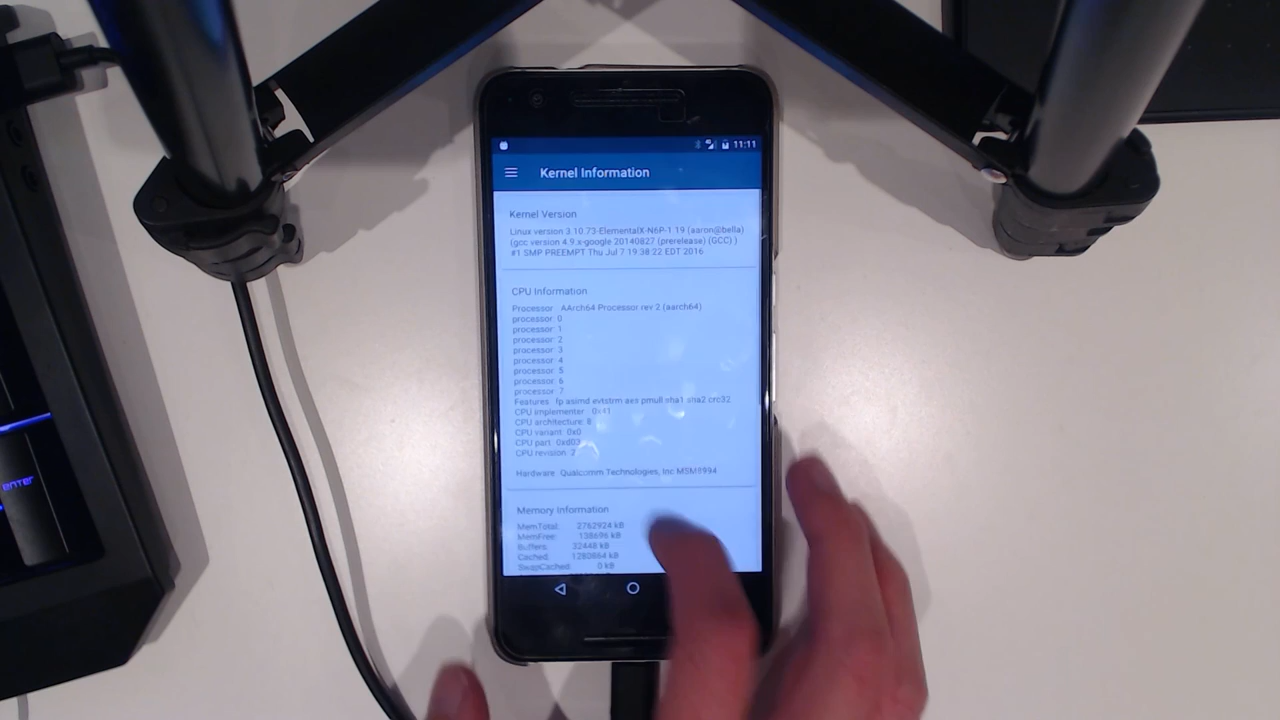 11:11
Kernel Information
Kernel Version
Linux version 3.10.73-ElementalX-N6P-1.19 (aaron@bella)
(gcc version 4.9.x-google 20140827 (prerelease) (GCC) )
#1 SMP PREEMPT Thu Jul 7 19:38:22 EDT 2016
CPU Information
Processor : AArch64 Processor rev 2 (aarch64)
processor: 0
processor: 1
processor: 2
processor: 3
processor: 4
processor: 5
processor: 6
processor: 7
Features : fp asimd evtstrm aes pmull sha1 sha2 crc32
CPU implementer : 0x41
CPU architecture: 8
CPU variant: 0x0
CPU part: 0xd03
CPU revision: 2
Hardware : Qualcomm Technologies, Inc MSM8994
Memory Information
MemTotal: 2762924 kB
MemFree: 138696 kB
Buffers: 32448 kB
Cached: 1280864 kB
SwapCached: 0 kB
ENTER